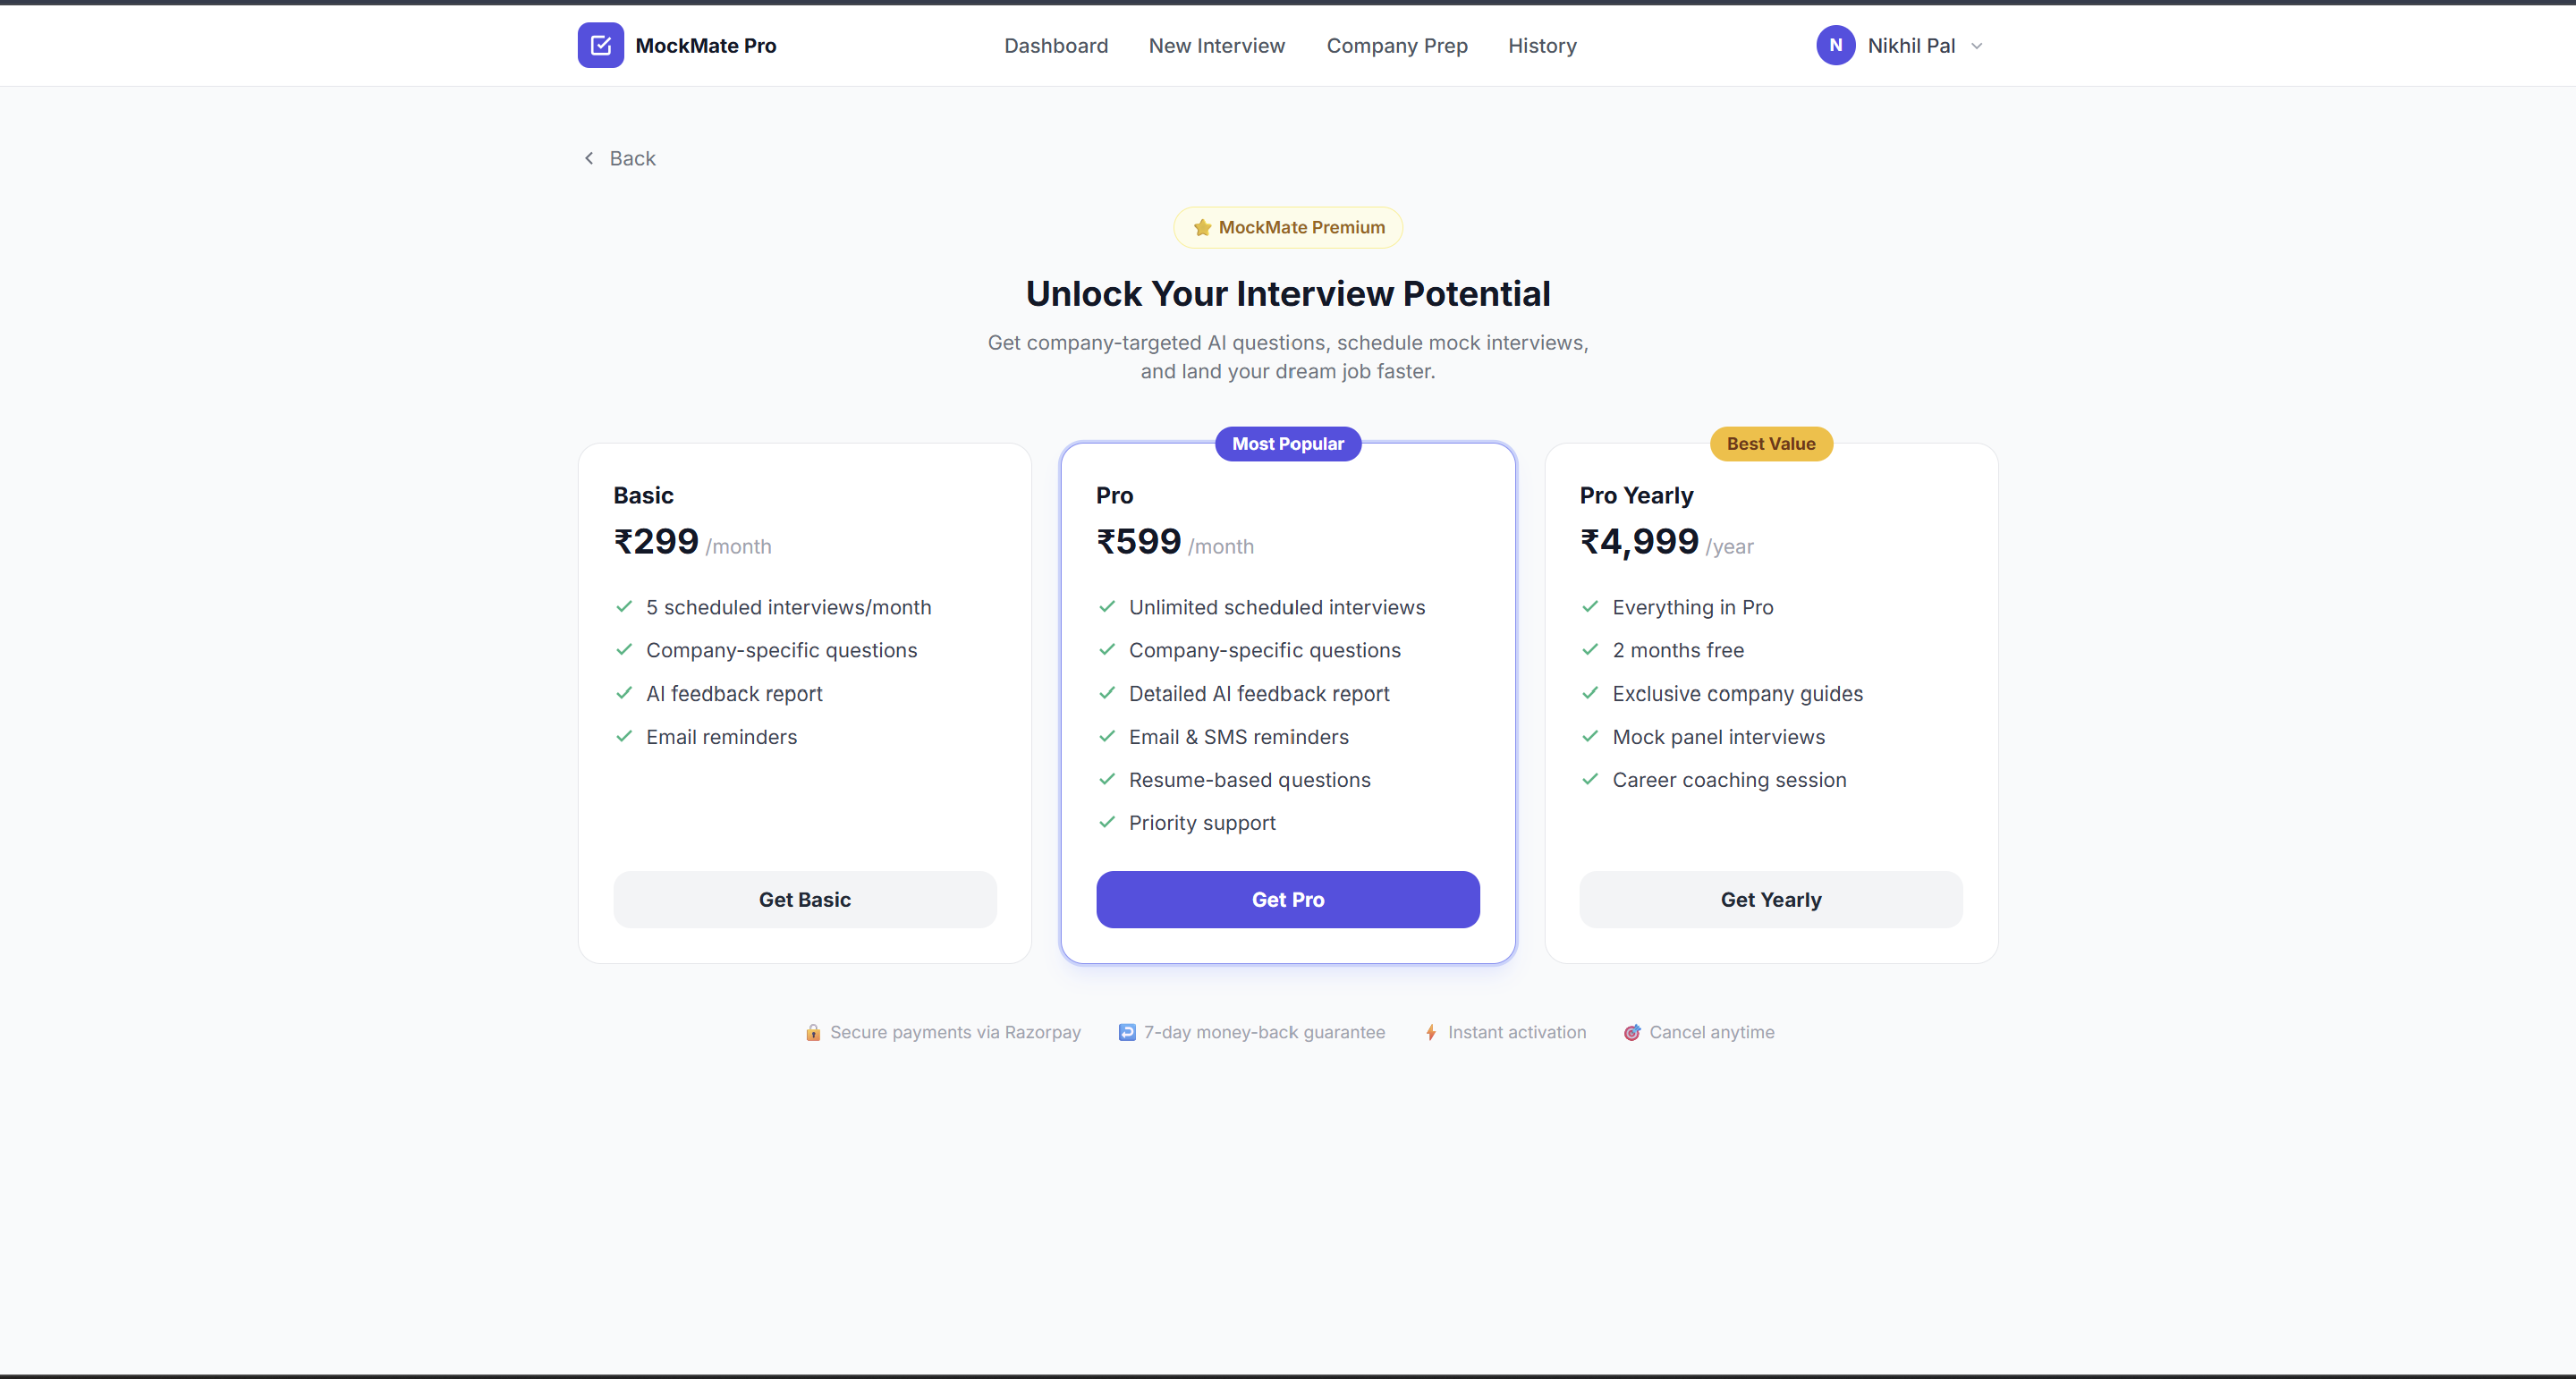 MockMate Pro
Dashboard
New Interview
Company Prep
History
N
Nikhil Pal
Back
⭐ MockMate Premium
Unlock Your Interview Potential
Get company-targeted AI questions, schedule mock interviews,
and land your dream job faster.
Basic
₹299 /month
5 scheduled interviews/month
Company-specific questions
AI feedback report
Email reminders
Get Basic
Most Popular
Pro
₹599 /month
Unlimited scheduled interviews
Company-specific questions
Detailed AI feedback report
Email & SMS reminders
Resume-based questions
Priority support
Get Pro
Best Value
Pro Yearly
₹4,999 /year
Everything in Pro
2 months free
Exclusive company guides
Mock panel interviews
Career coaching session
Get Yearly
🔒 Secure payments via Razorpay
↩️ 7-day money-back guarantee
⚡ Instant activation
🎯 Cancel anytime